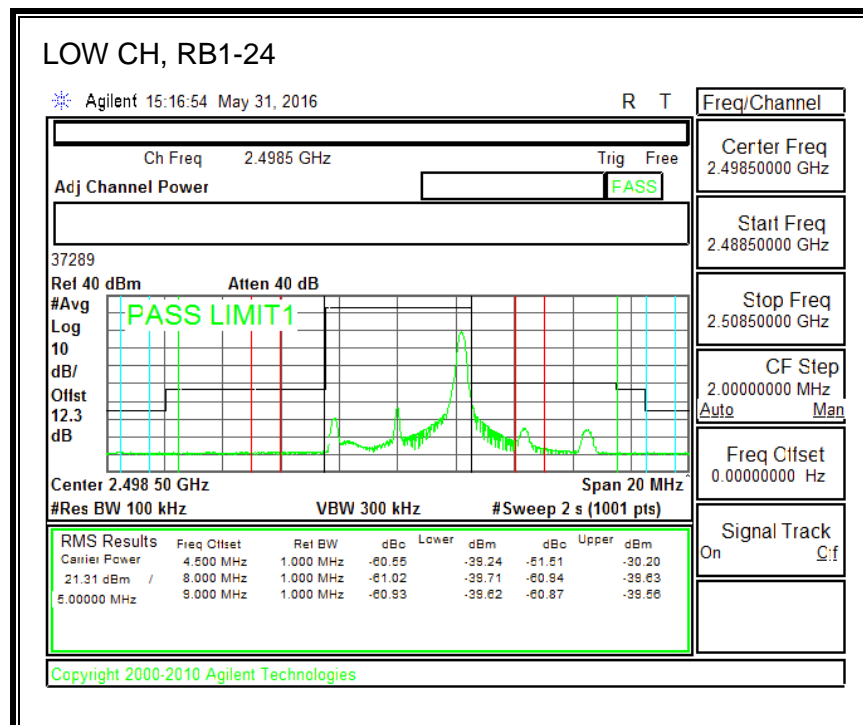 LOW CH, RB1-24
Agilent 15:16:54 May 31, 2016 R T
Freq/Channel
Ch Freq 2.4985 GHz Trig Free
Adj Channel Power PASS
Center Freq
2.49850000 GHz
Start Freq
2.48850000 GHz
Stop Freq
2.50850000 GHz
CF Step
2.00000000 MHz
Auto Man
Freq Offset
0.00000000 Hz
Signal Track
On Off
37289
Ref 40 dBm Atten 40 dB
#Avg
Log
10
dB/
Offst
12.3
dB
PASS LIMIT1
Center 2.498 50 GHz Span 20 MHz
#Res BW 100 kHz VBW 300 kHz #Sweep 2 s (1001 pts)
RMS Results Freq Offset Ref BW dBc Lower dBm dBc Upper dBm
Carrier Power 4.500 MHz 1.000 MHz -60.55 -39.24 -51.51 -30.20
21.31 dBm / 8.000 MHz 1.000 MHz -61.02 -39.71 -60.94 -39.63
5.00000 MHz 9.000 MHz 1.000 MHz -60.93 -39.62 -60.87 -39.56
Copyright 2000-2010 Agilent Technologies